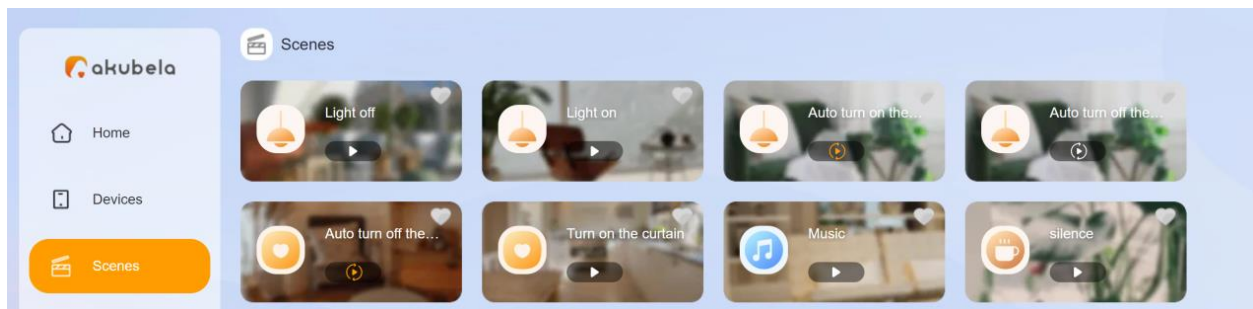 akubela
Home
Devices
Scenes
Scenes
Light off
Light on
Auto turn on the...
Auto turn off the...
Auto turn off the...
Turn on the curtain
Music
silence